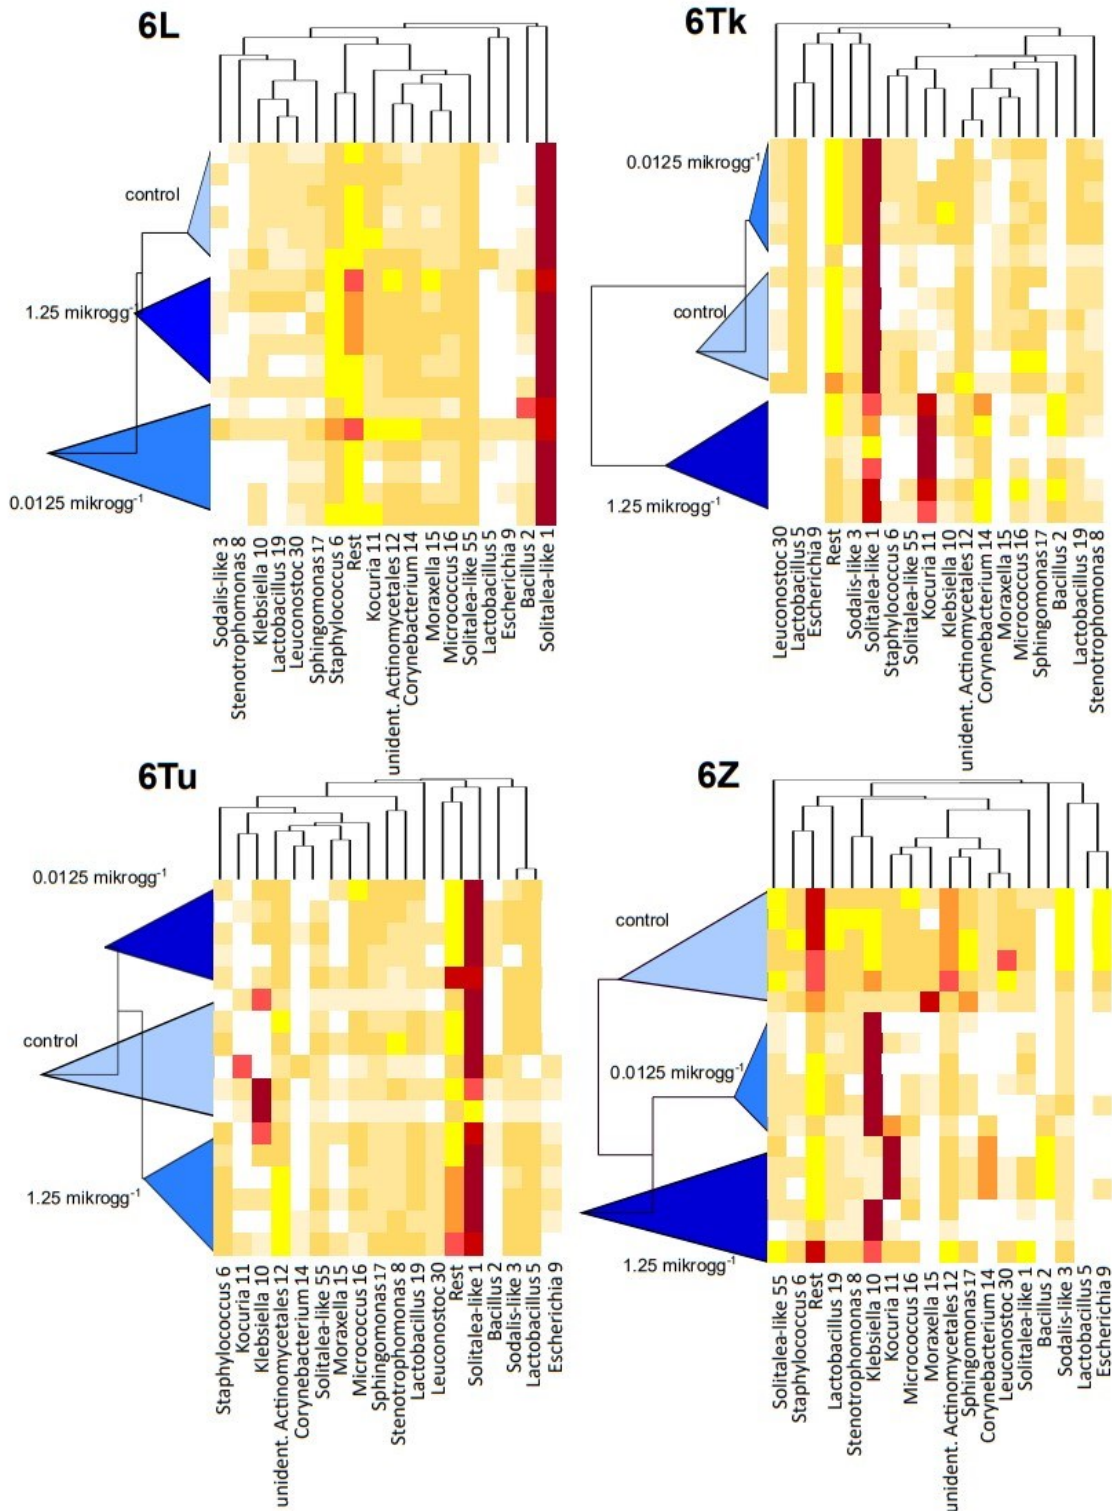 6L
control
1.25 mikrogg-1
0.0125 mikrogg-1
Sodalis-like 3
Stenotrophomonas 8
Klebsiella 10
Lactobacillus 19
Leuconostoc 30
Sphingomonas 17
Staphylococcus 6
Rest
Kocuria 11
unident. Actinomycetales 12
Corynebacterium 14
Moraxella 15
Micrococcus 16
Solitalea-like 55
Lactobacillus 5
Escherichia 9
Bacillus 2
Solitalea-like 1
6Tk
0.0125 mikrogg-1
control
1.25 mikrogg-1
Leuconostoc 30
Lactobacillus 5
Escherichia 9
Rest
Sodalis-like 3
Solitalea-like 1
Staphylococcus 6
Solitalea-like 55
Kocuria 11
Klebsiella 10
unident. Actinomycetales 12
Corynebacterium 14
Moraxella 15
Micrococcus 16
Sphingomonas 17
Bacillus 2
Lactobacillus 19
Stenotrophomonas 8
6Tu
0.0125 mikrogg-1
control
1.25 mikrogg-1
Staphylococcus 6
Kocuria 11
Klebsiella 10
unident. Actinomycetales 12
Corynebacterium 14
Solitalea-like 55
Moraxella 15
Micrococcus 16
Sphingomonas 17
Stenotrophomonas 8
Lactobacillus 19
Leuconostoc 30
Rest
Solitalea-like 1
Bacillus 2
Sodalis-like 3
Lactobacillus 5
Escherichia 9
6Z
control
0.0125 mikrogg-1
1.25 mikrogg-1
Solitalea-like 55
Staphylococcus 6
Rest
Lactobacillus 19
Stenotrophomonas 8
Klebsiella 10
Kocuria 11
Micrococcus 16
Moraxella 15
unident. Actinomycetales 12
Sphingomonas 17
Corynebacterium 14
Leuconostoc 30
Solitalea-like 1
Bacillus 2
Sodalis-like 3
Lactobacillus 5
Escherichia 9